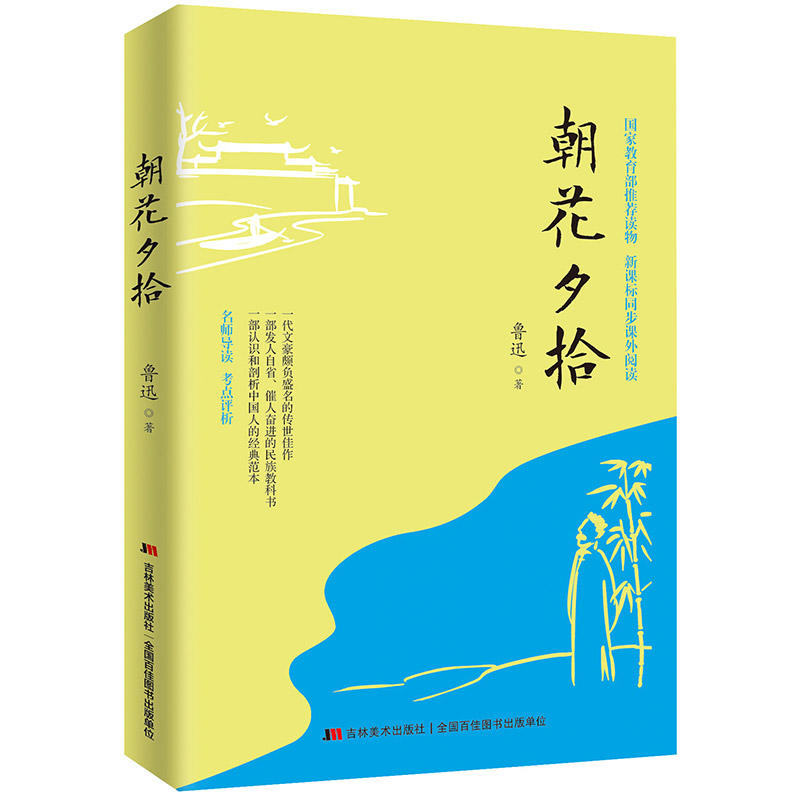 朝花夕拾
鲁迅 ◎ 著
吉林美术出版社|全国百佳图书出版单位
国家教育部推荐读物 新课标同步课外阅读
朝花夕拾
鲁迅 ◎ 著
一代文豪颇负盛名的传世佳作
一部发人自省、催人奋进的民族教科书
一部认识和剖析中国人的经典范本
名师导读 考点评析
吉林美术出版社|全国百佳图书出版单位